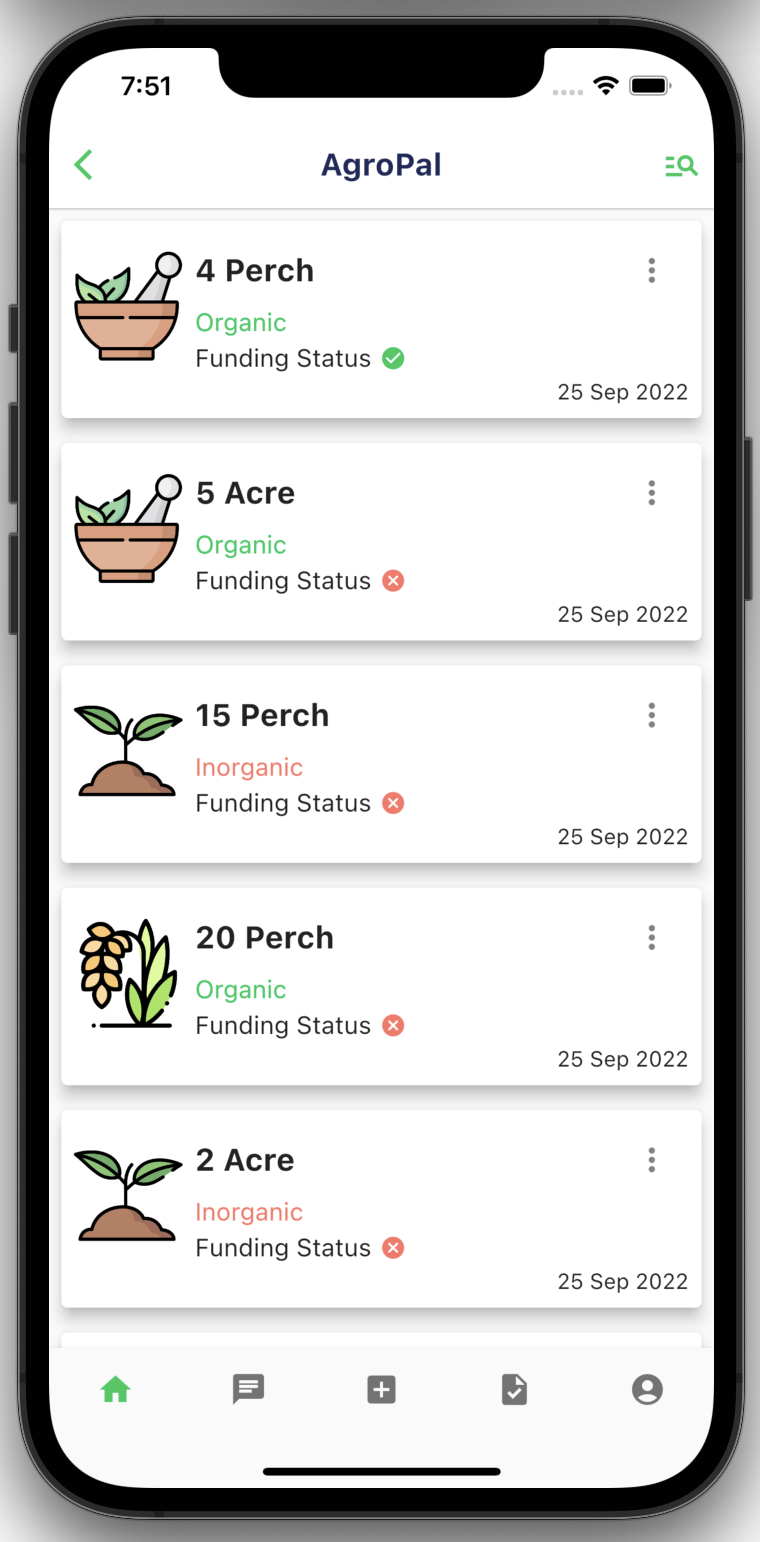 7:51
AgroPal
4 Perch
Organic
Funding Status
25 Sep 2022
5 Acre
Organic
Funding Status
25 Sep 2022
15 Perch
Inorganic
Funding Status
25 Sep 2022
20 Perch
Organic
Funding Status
25 Sep 2022
2 Acre
Inorganic
Funding Status
25 Sep 2022